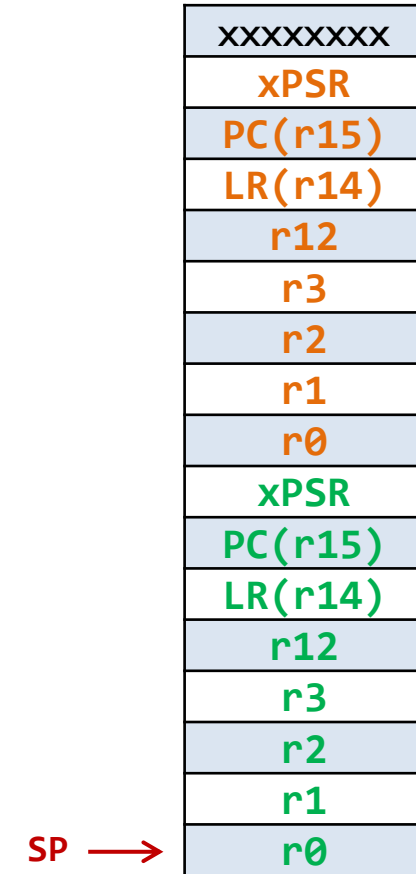 xxxxxxxx
xPSR
PC(r15)
LR(r14)
r12
r3
r2
r1
r0
xPSR
PC(r15)
LR(r14)
r12
r3
r2
r1
SP r0